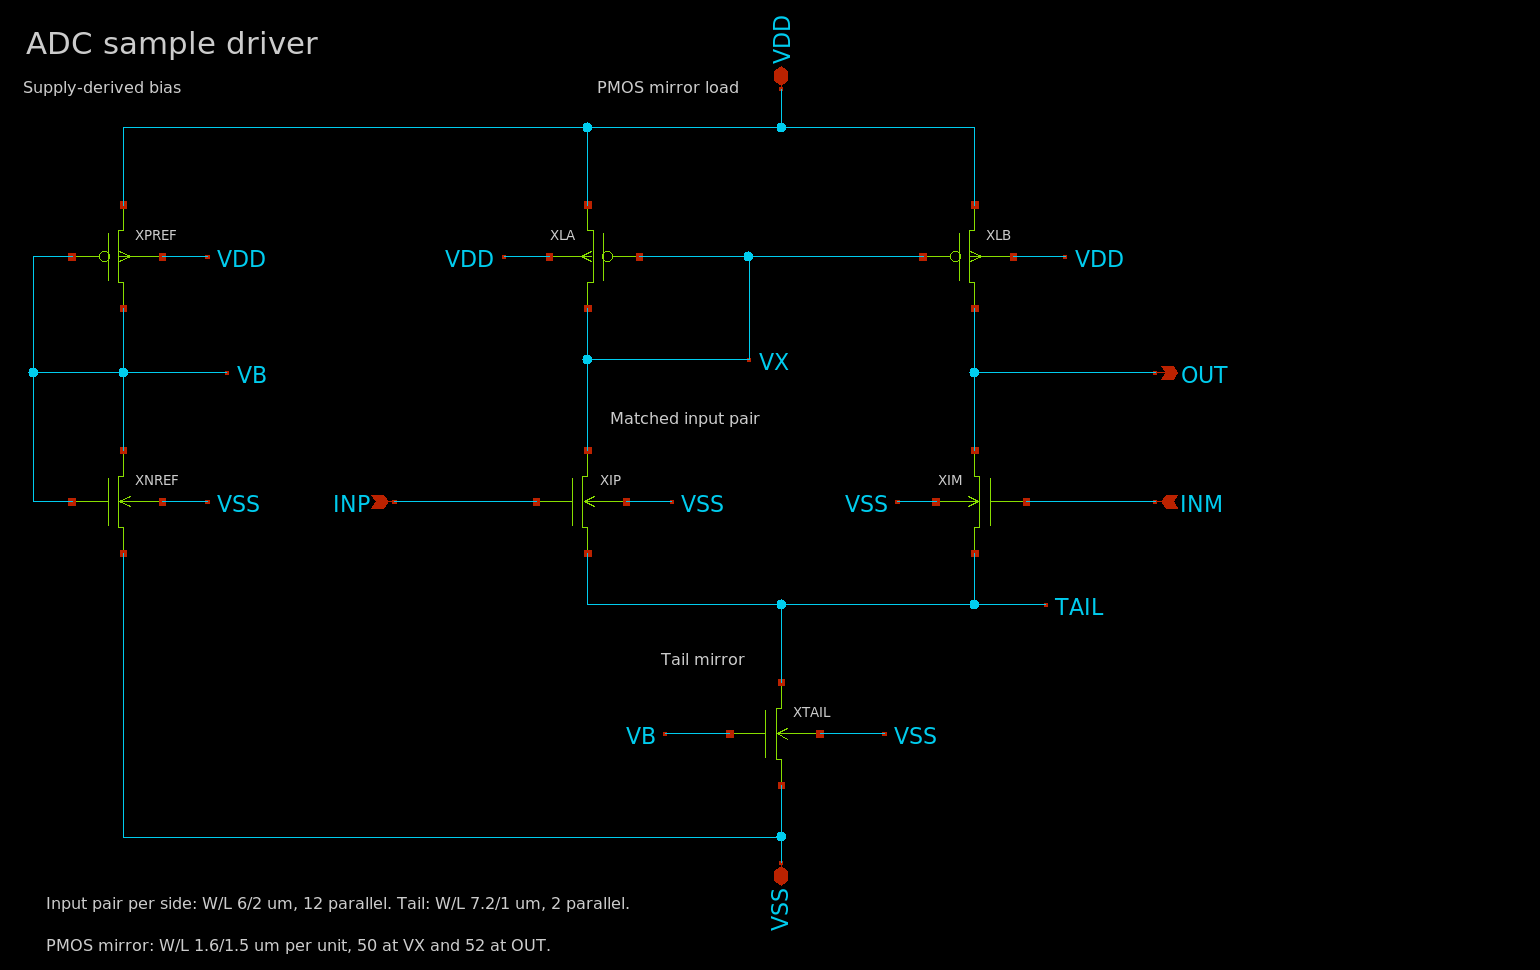 ADC sample driver
VDD
Supply-derived bias
PMOS mirror load
XPREF
XLA
XLB
VDD
VDD
VDD
VX
VB
OUT
Matched input pair
XNREF
XIP
XIM
VSS
INP
VSS
VSS
INM
TAIL
Tail mirror
XTAIL
VB
VSS
VSS
Input pair per side: W/L 6/2 um, 12 parallel. Tail: W/L 7.2/1 um, 2 parallel.
PMOS mirror: W/L 1.6/1.5 um per unit, 50 at VX and 52 at OUT.